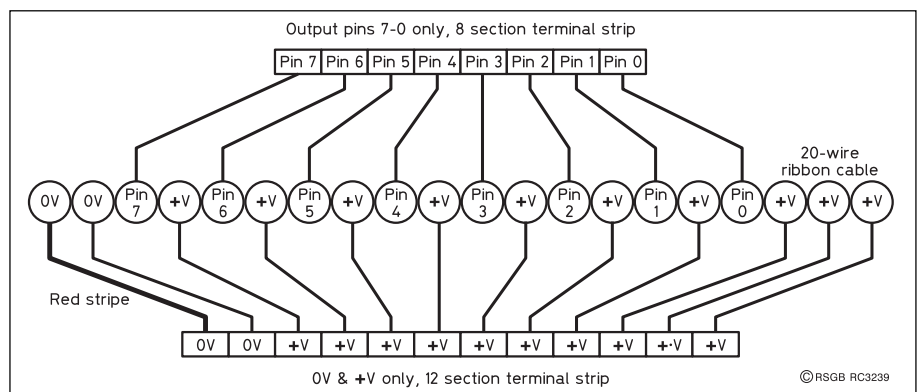 Output pins 7-0 only, 8 section terminal strip
Pin 7 Pin 6 Pin 5 Pin 4 Pin 3 Pin 2 Pin 1 Pin 0
20-wire
ribbon cable
0V 0V Pin 7 +V Pin 6 +V Pin 5 +V Pin 4 +V Pin 3 +V Pin 2 +V Pin 1 +V Pin 0 +V +V +V
Red stripe
0V 0V +V +V +V +V +V +V +V +V +V +V
0V & +V only, 12 section terminal strip
©RSGB RC3239